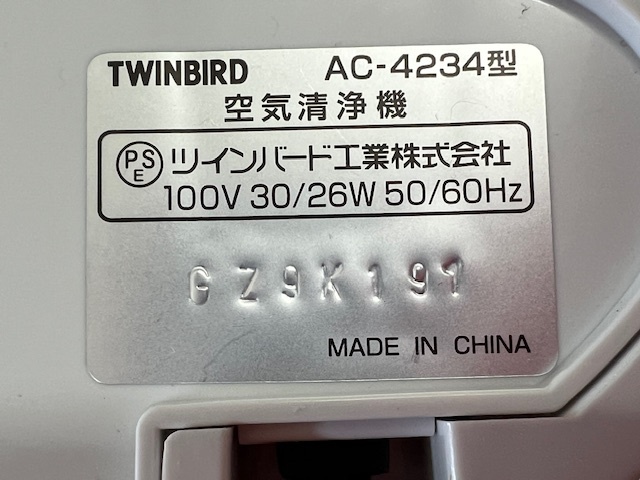 TWINBIRD AC-4234型
空気清浄機
PSE ツインバード工業株式会社
100V 30/26W 50/60Hz
GZ9K197
MADE IN CHINA